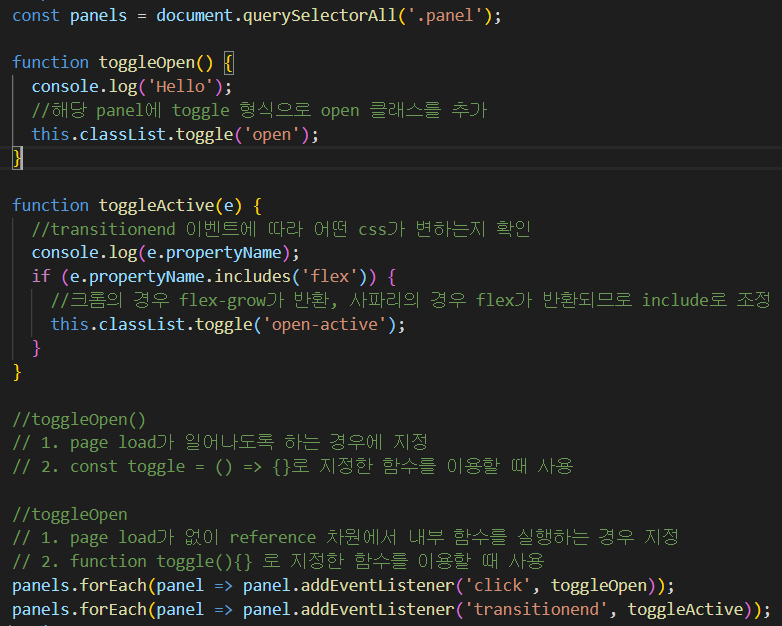 const panels = document.querySelectorAll('.panel');
function toggleOpen() {
console.log('Hello');
//해당 panel에 toggle 형식으로 open 클래스를 추가
this.classList.toggle('open');
}
function toggleActive(e) {
//transitionend 이벤트에 따라 어떤 css가 변하는지 확인
console.log(e.propertyName);
if (e.propertyName.includes('flex')) {
//크롬의 경우 flex-grow가 반환, 사파리의 경우 flex가 반환되므로 include로 조정
this.classList.toggle('open-active');
}
}
//toggleOpen()
// 1. page load가 일어나도록 하는 경우에 지정
// 2. const toggle = () => {}로 지정한 함수를 이용할 때 사용
//toggleOpen
// 1. page load가 없이 reference 차원에서 내부 함수를 실행하는 경우 지정
// 2. function toggle(){} 로 지정한 함수를 이용할 때 사용
panels.forEach(panel => panel.addEventListener('click', toggleOpen));
panels.forEach(panel => panel.addEventListener('transitionend', toggleActive));